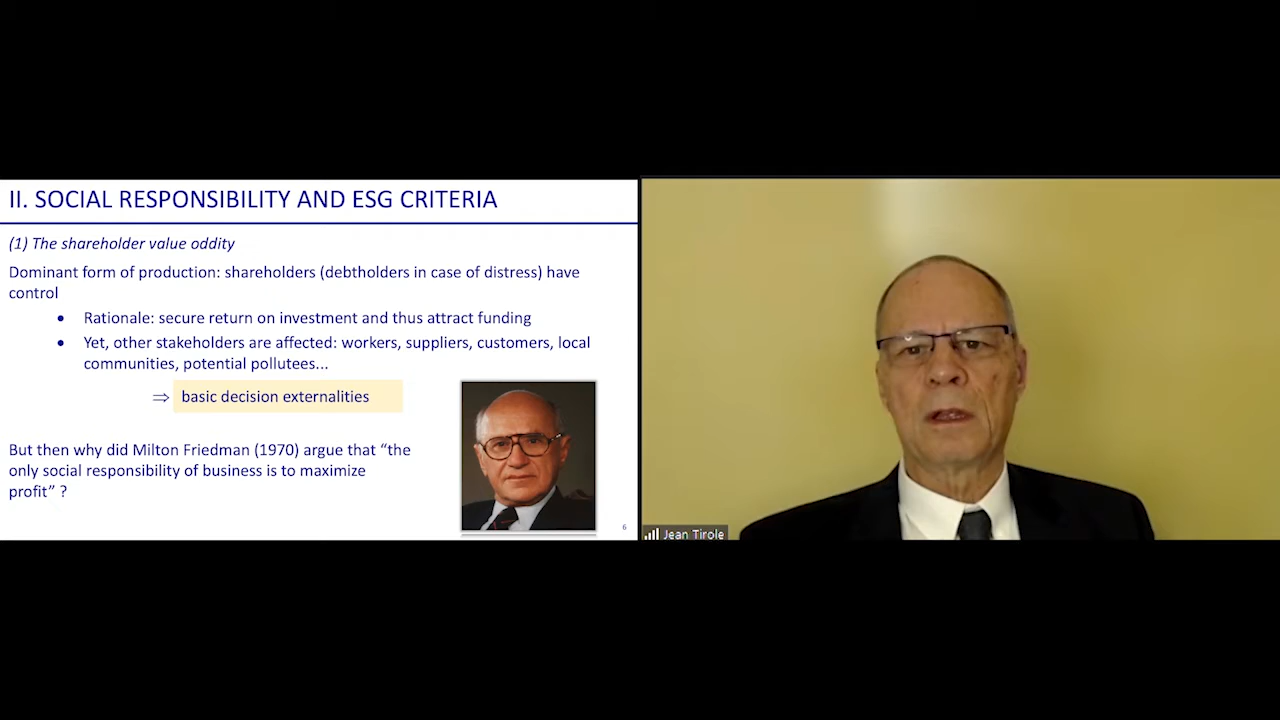 II. SOCIAL RESPONSIBILITY AND ESG CRITERIA
(1) The shareholder value oddity
Dominant form of production: shareholders (debtholders in case of distress) have
control
• Rationale: secure return on investment and thus attract funding
• Yet, other stakeholders are affected: workers, suppliers, customers, local
communities, potential pollutees...
⇒ basic decision externalities
But then why did Milton Friedman (1970) argue that “the
only social responsibility of business is to maximize
profit” ?
6
Jean Tirole